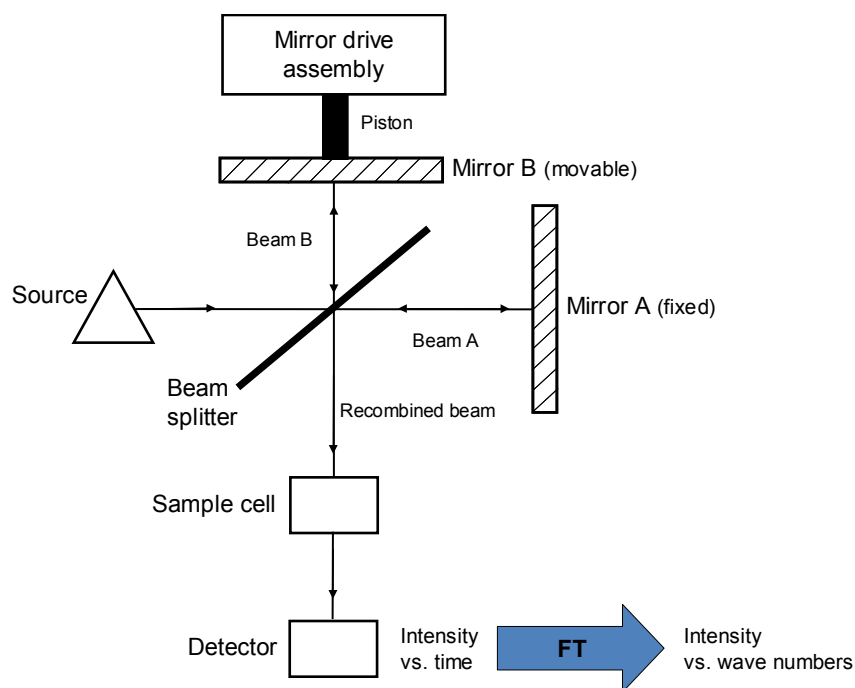 Mirror drive
assembly
Piston
Mirror B (movable)
Beam B
Source
Mirror A (fixed)
Beam A
Beam
splitter
Recombined beam
Sample cell
Detector
Intensity
vs. time
FT
Intensity
vs. wave numbers